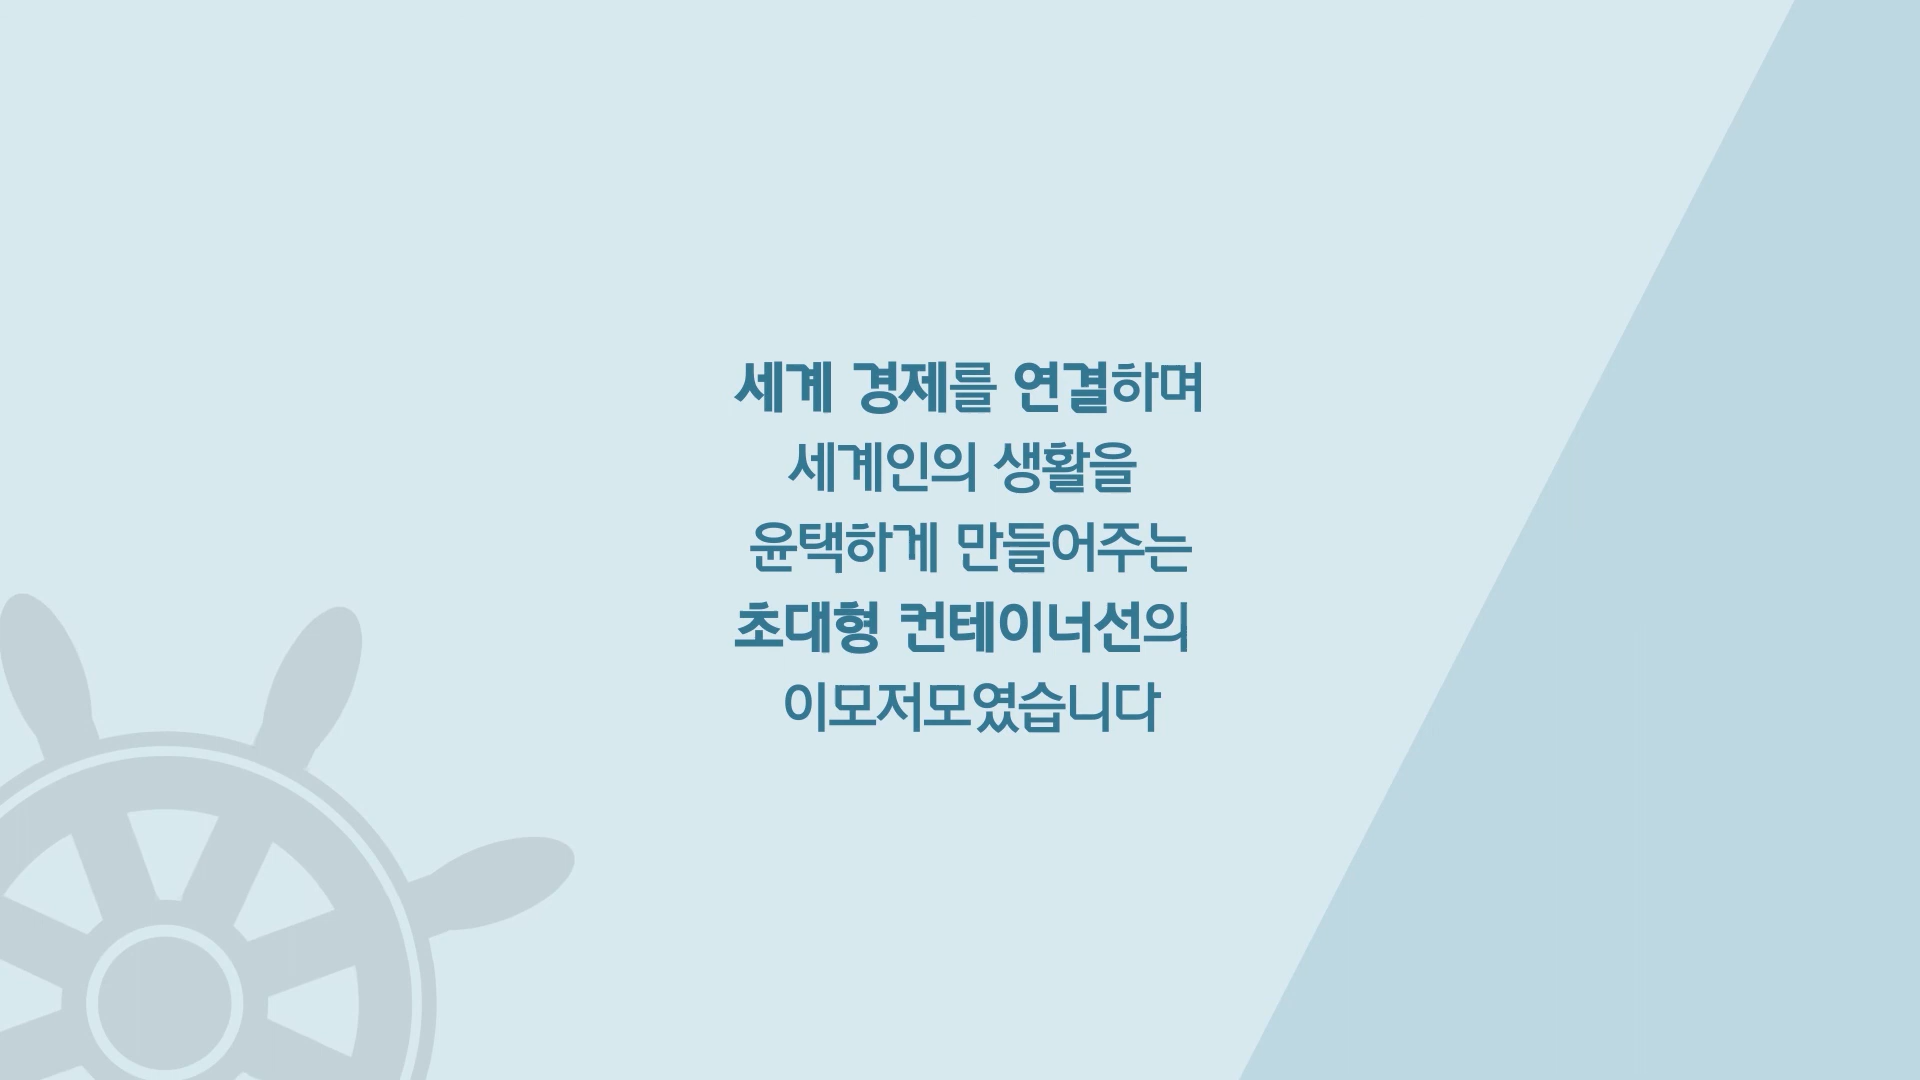 세계 경제를 연결하며
세계인의 생활을
윤택하게 만들어주는
초대형 컨테이너선의
이모저모였습니다